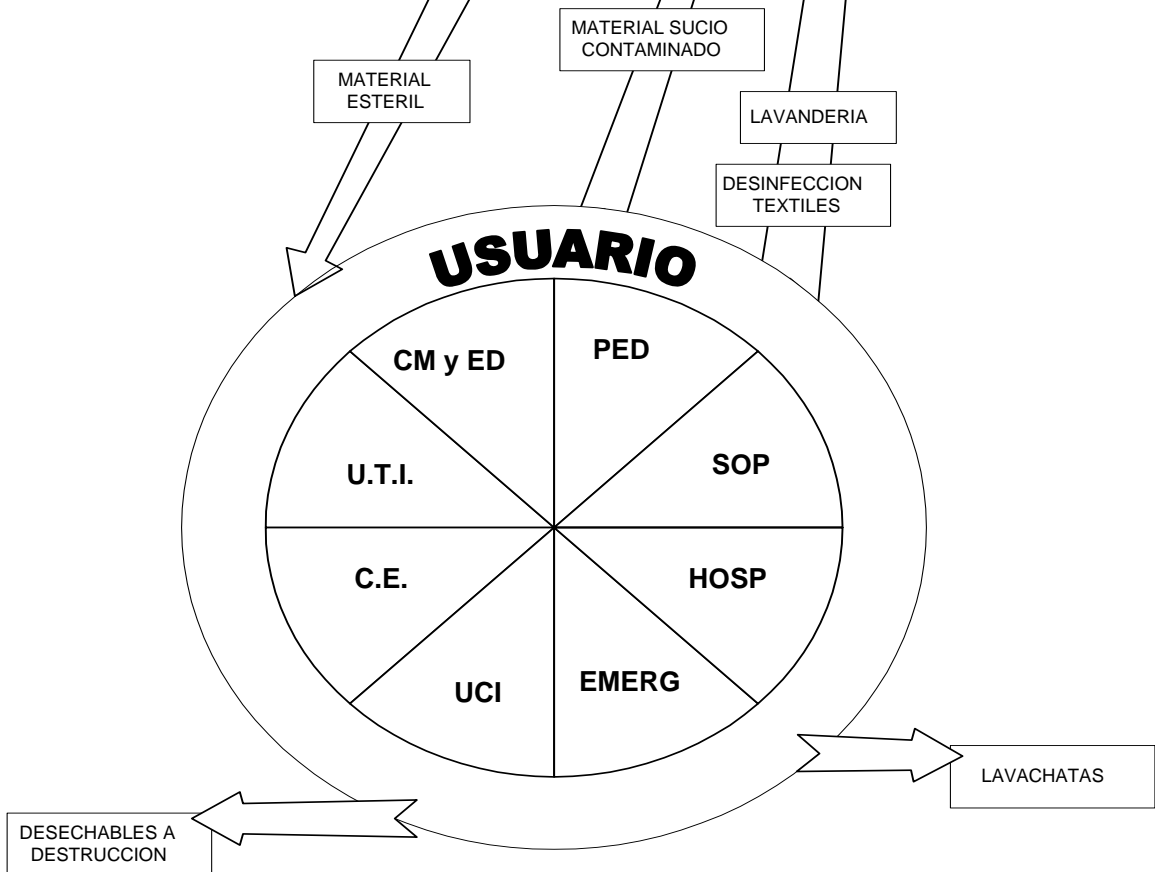 MATERIAL SUCIO
CONTAMINADO
MATERIAL
ESTERIL
LAVANDERIA
DESINFECCION
TEXTILES
USUARIO
CM y ED
PED
U.T.I.
SOP
C.E.
HOSP
UCI
EMERG
LAVACHATAS
DESECHABLES A
DESTRUCCION